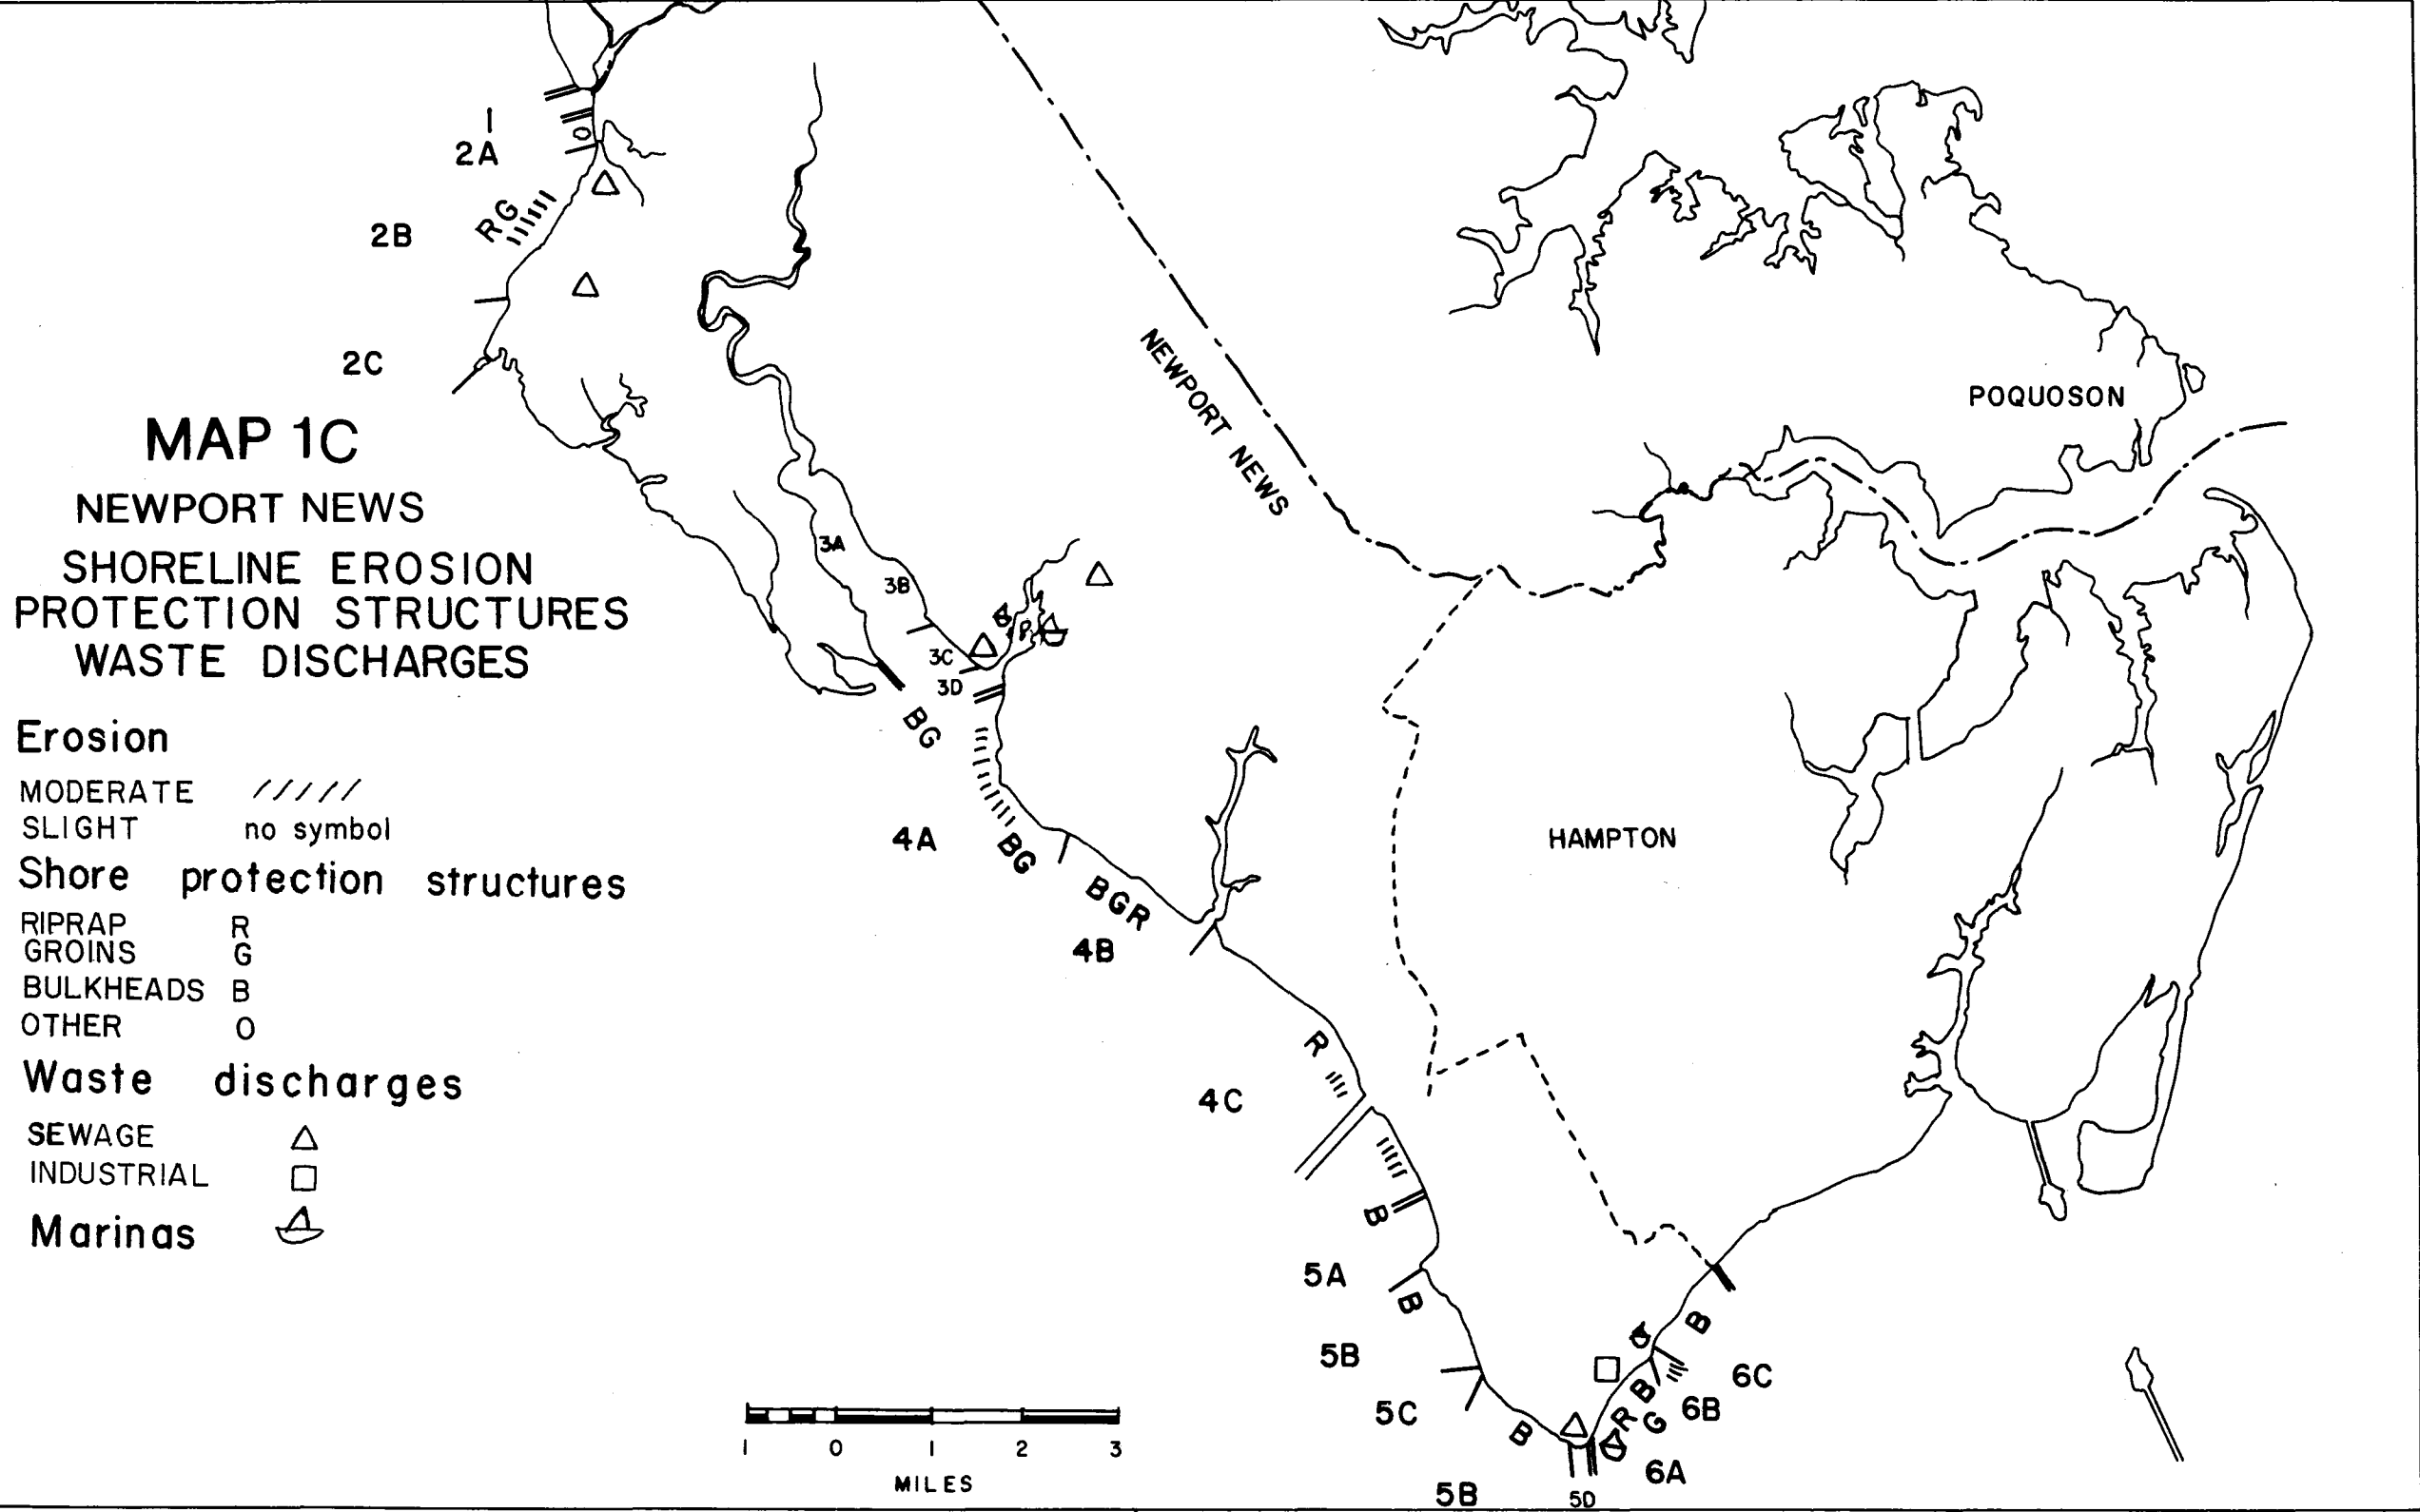 MAP 1C
NEWPORT NEWS
SHORELINE EROSION
PROTECTION STRUCTURES
WASTE DISCHARGES
Erosion
MODERATE
SLIGHT no symbol
Shore protection structures
RIPRAP R
GROINS G
BULKHEADS B
OTHER O
Waste discharges
SEWAGE
INDUSTRIAL
Marinas
1
2A
O
RG
2B
2C
3A
3B
3C
3D
B
BG
4A
BG
BGR
4B
R
4C
B
5A
B
5B
5C
B
5B
5D
6A
R B
G
6B
6C
B
NEWPORT NEWS
POQUOSON
HAMPTON
1 0 1 2 3
MILES